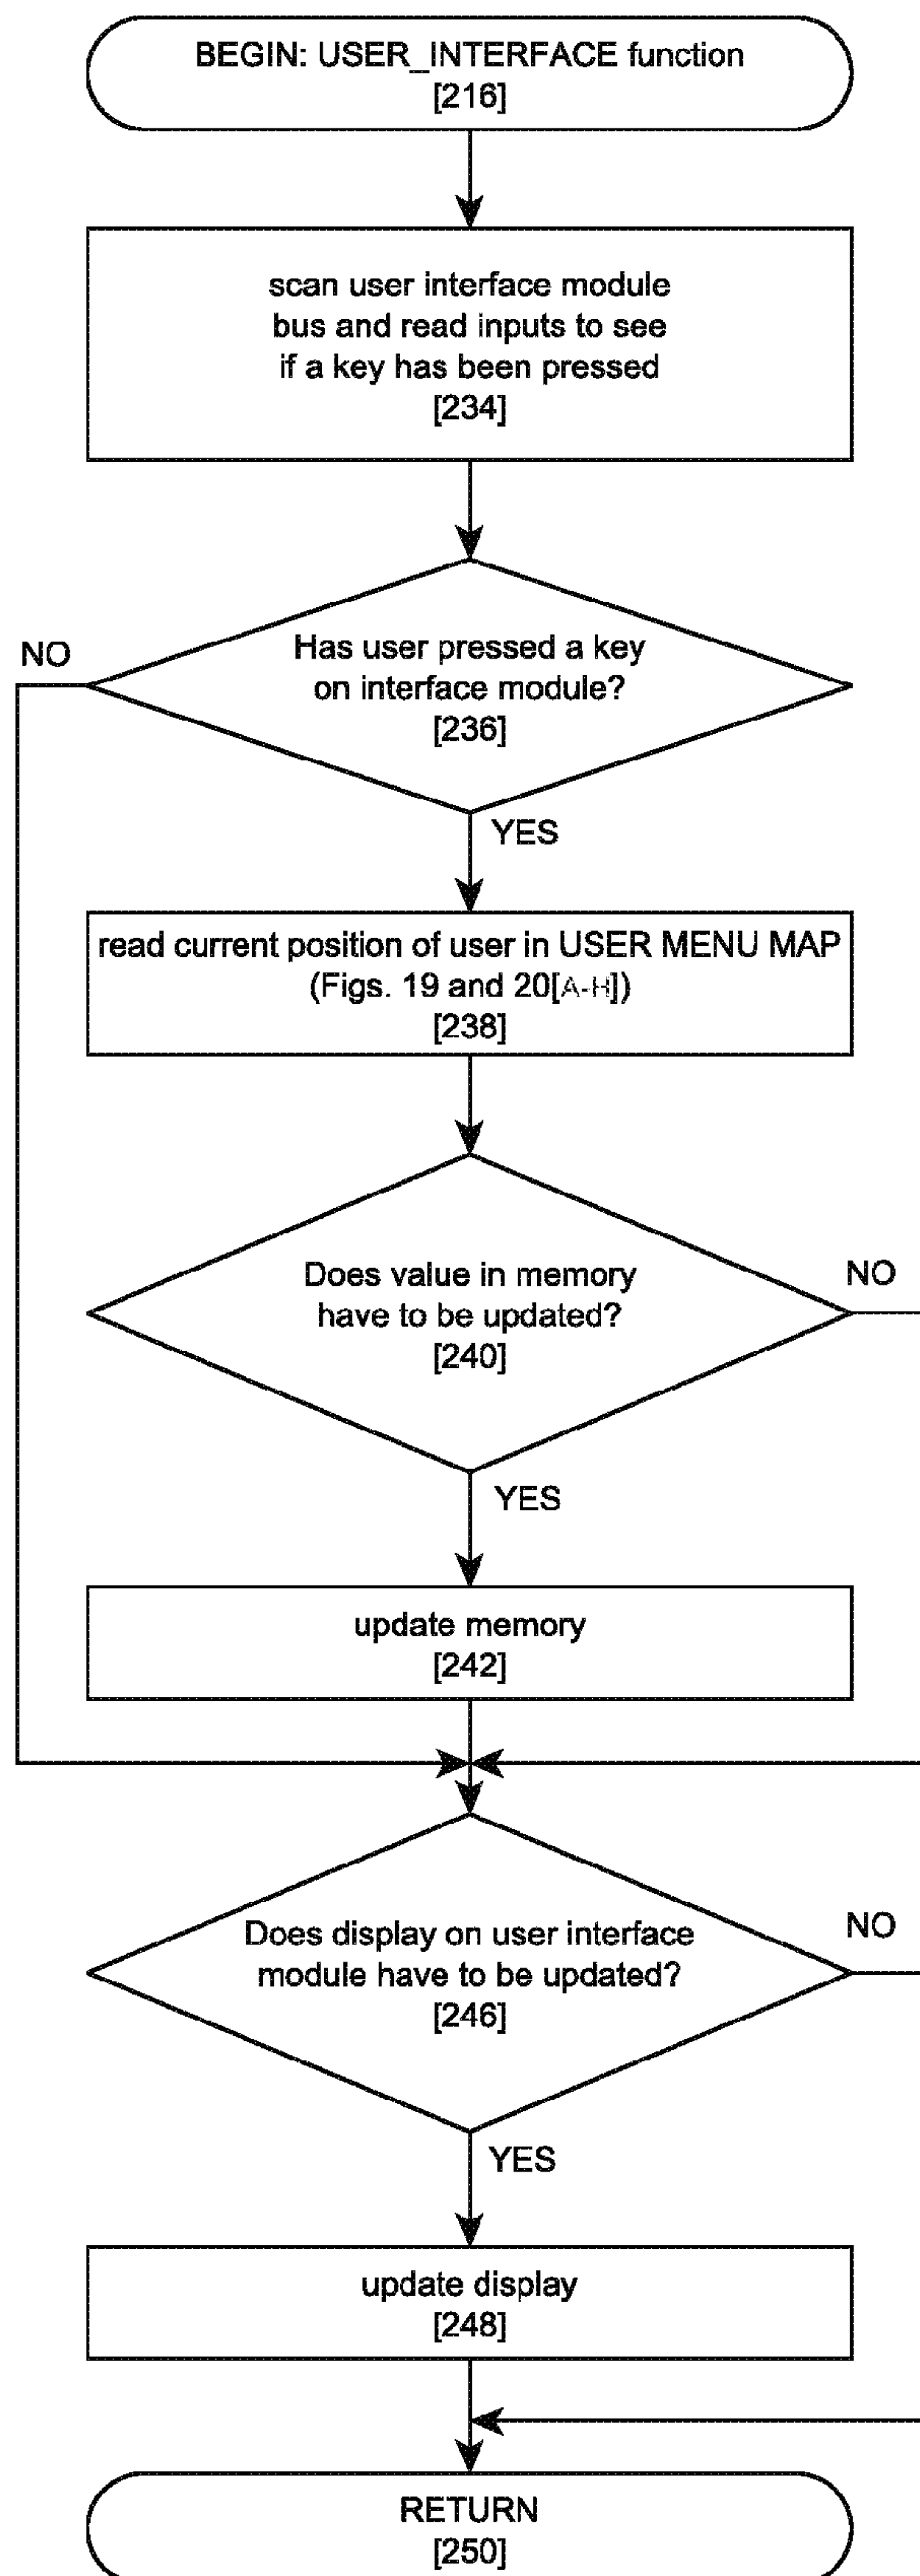 BEGIN: USER_INTERFACE function
[216]
scan user interface module
bus and read inputs to see
if a key has been pressed
[234]
NO
Has user pressed a key
on interface module?
[236]
YES
read current position of user in USER MENU MAP
(Figs. 19 and 20[A-H])
[238]
Does value in memory
have to be updated?
[240]
NO
YES
update memory
[242]
Does display on user interface
module have to be updated?
[246]
NO
YES
update display
[248]
RETURN
[250]